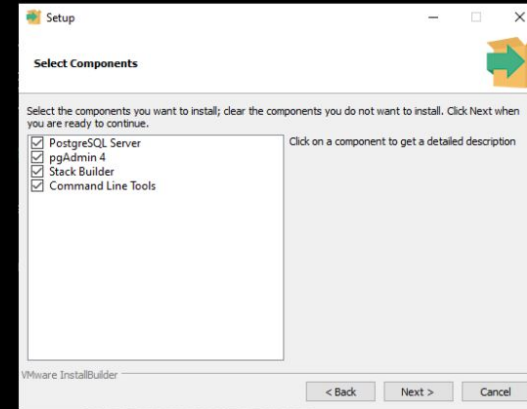 Setup
Select Components
Select the components you want to install; clear the components you do not want to install. Click Next when
you are ready to continue.
PostgreSQL Server
pgAdmin 4
Stack Builder
Command Line Tools
Click on a component to get a detailed description
VMware InstallBuilder
< Back
Next >
Cancel